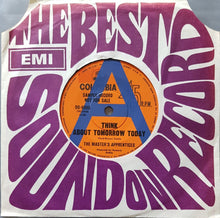 THE BEST
EMI
SOUND ON RECORD
COLUMBIA
SAMPLE RECORD
NOT FOR SALE
45
R.P.M.
A
THINK
ABOUT TOMORROW TODAY
THE MASTER'S APPRENTICES